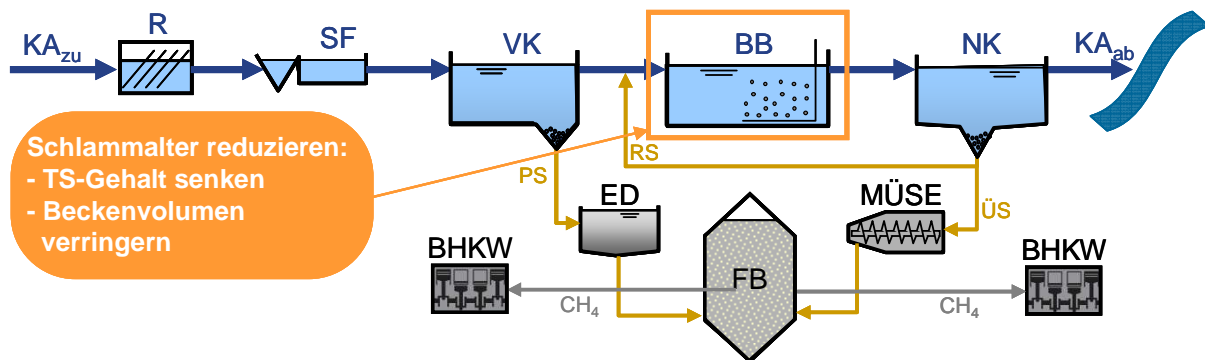 KAzu
R
SF
VK
BB
NK
KAab
Schlammalter reduzieren:
- TS-Gehalt senken
- Beckenvolumen
verringern
RS
PS
ED
MÜSE
ÜS
BHKW
FB
BHKW
CH4
CH4